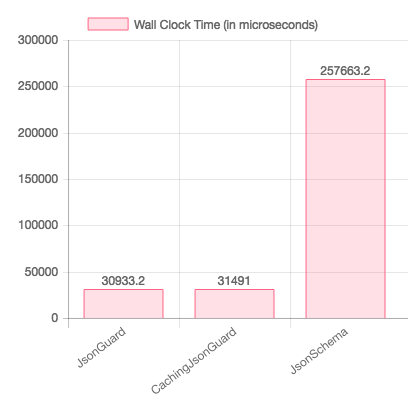 Wall Clock Time (in microseconds)
300000
250000
200000
150000
100000
50000
0
30933.2
31491
257663.2
JsonGuard
CachingJsonGuard
JsonSchema